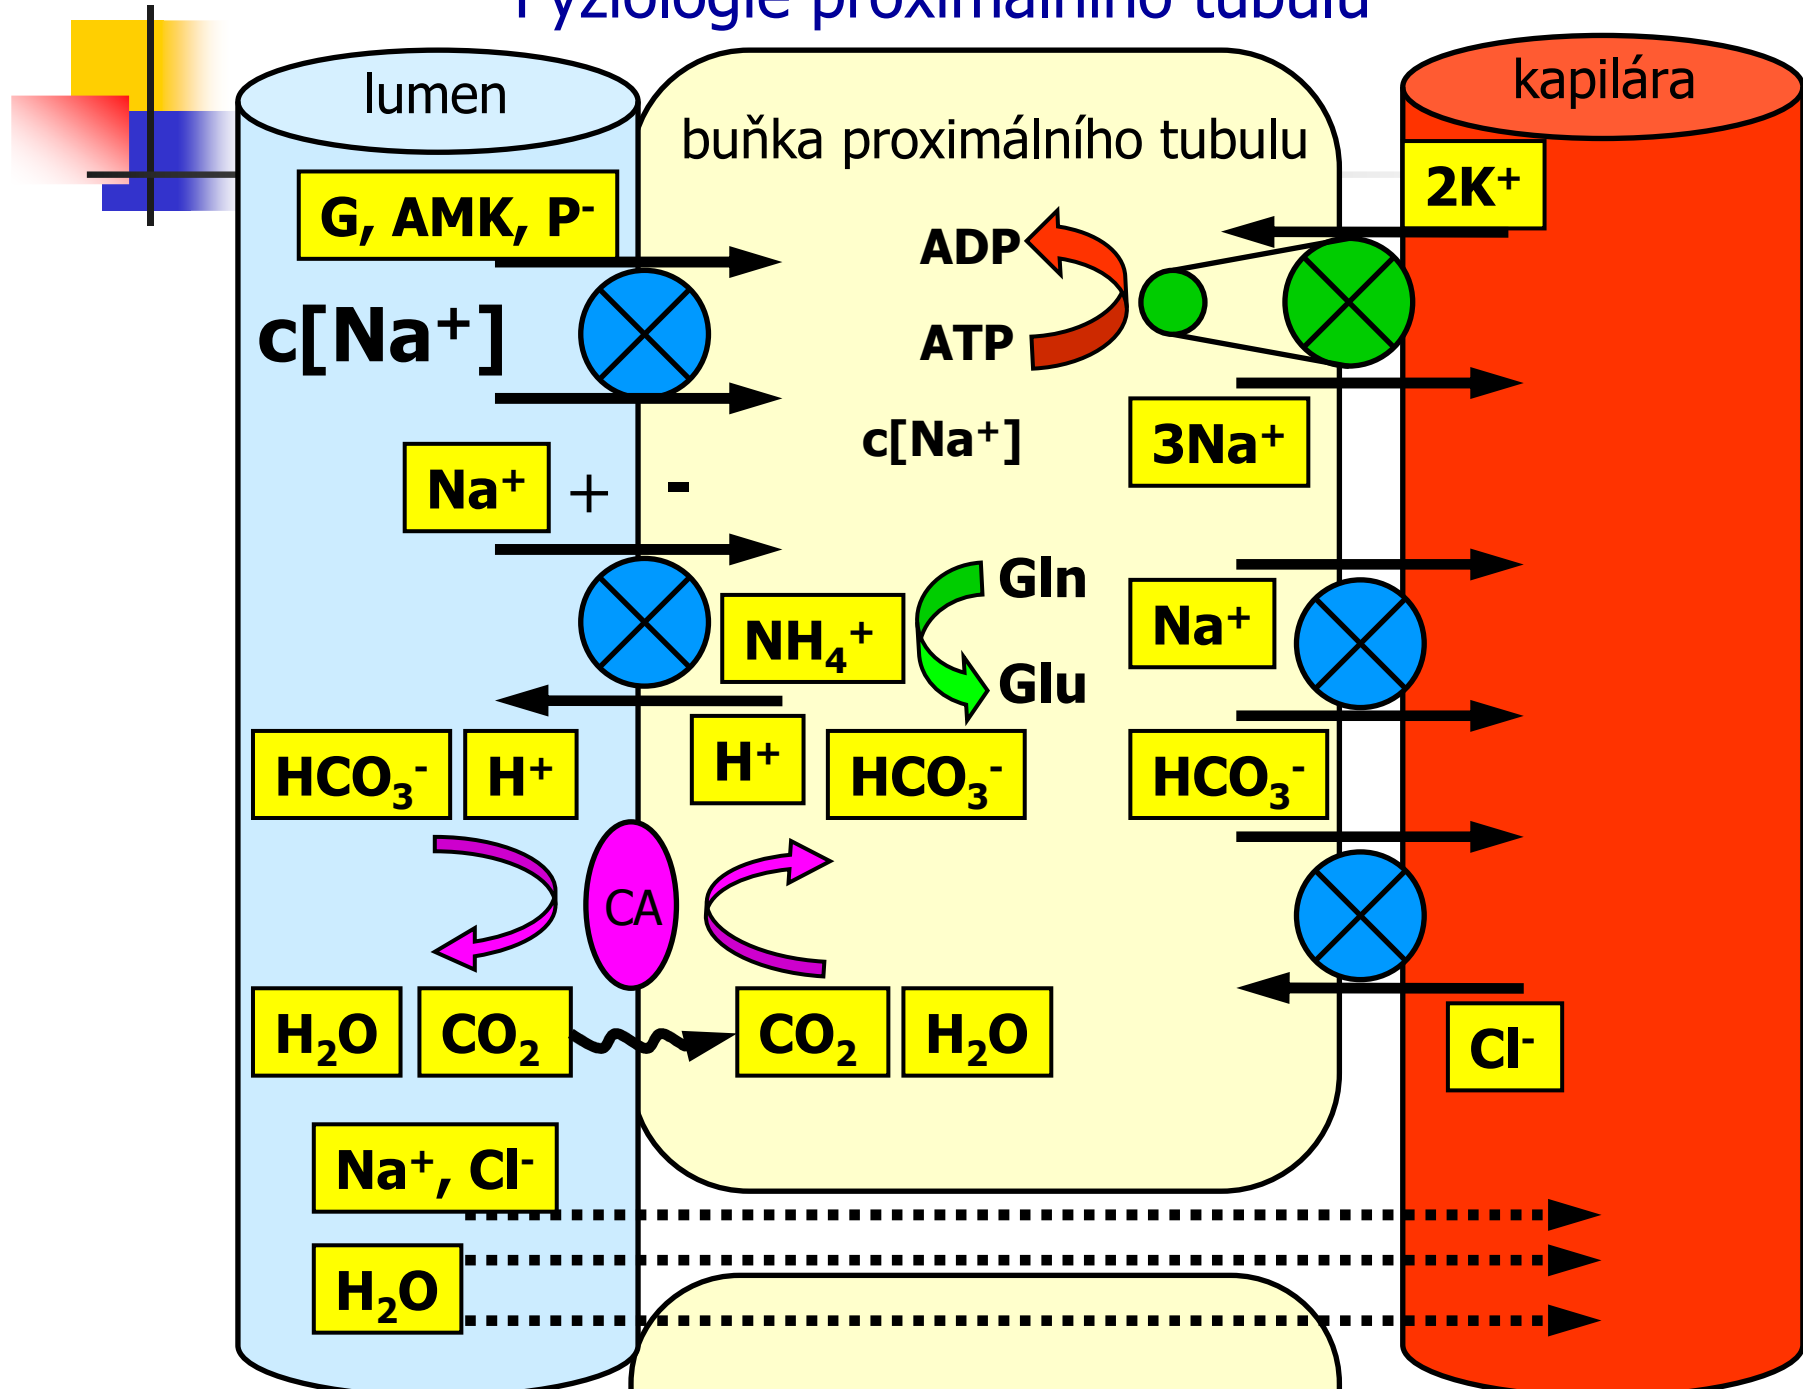 Fyziologie proximálního tubulu
lumen
buňka proximálního tubulu
kapilára
G, AMK, P-
2K+
ADP
ATP
c[Na+]
c[Na+]
3Na+
Na+
+
-
Gln
Glu
NH4+
Na+
HCO3-
H+
H+
HCO3-
HCO3-
CA
H2O
CO2
CO2
H2O
Cl-
Na+, Cl-
H2O